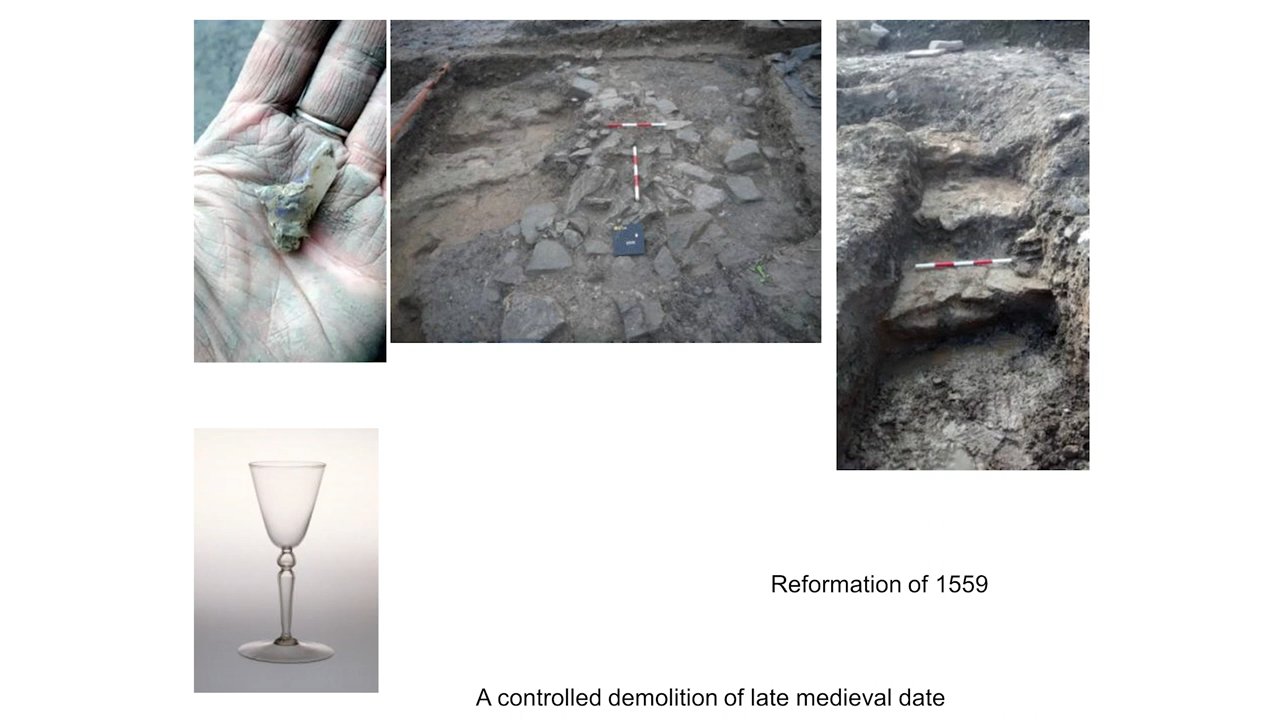 Reformation of 1559
A controlled demolition of late medieval date